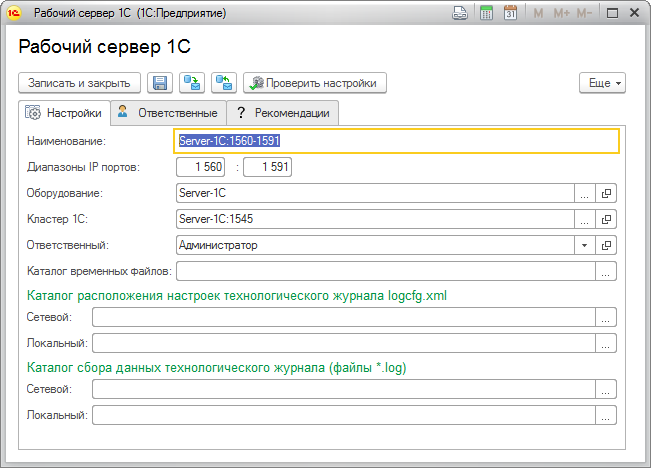 Рабочий сервер 1С (1С:Предприятие)
31 M M+ M−
Рабочий сервер 1С
Записать и закрыть Проверить настройки Еще
Настройки Ответственные ? Рекомендации
Наименование: Server-1C:1560-1591
Диапазоны IP портов: 1 560 : 1 591
Оборудование: Server-1C ...
Кластер 1С: Server-1C:1545 ...
Ответственный: Администратор
Каталог временных файлов: ...
Каталог расположения настроек технологического журнала logcfg.xml
Сетевой: ...
Локальный: ...
Каталог сбора данных технологического журнала (файлы *.log)
Сетевой: ...
Локальный: ...